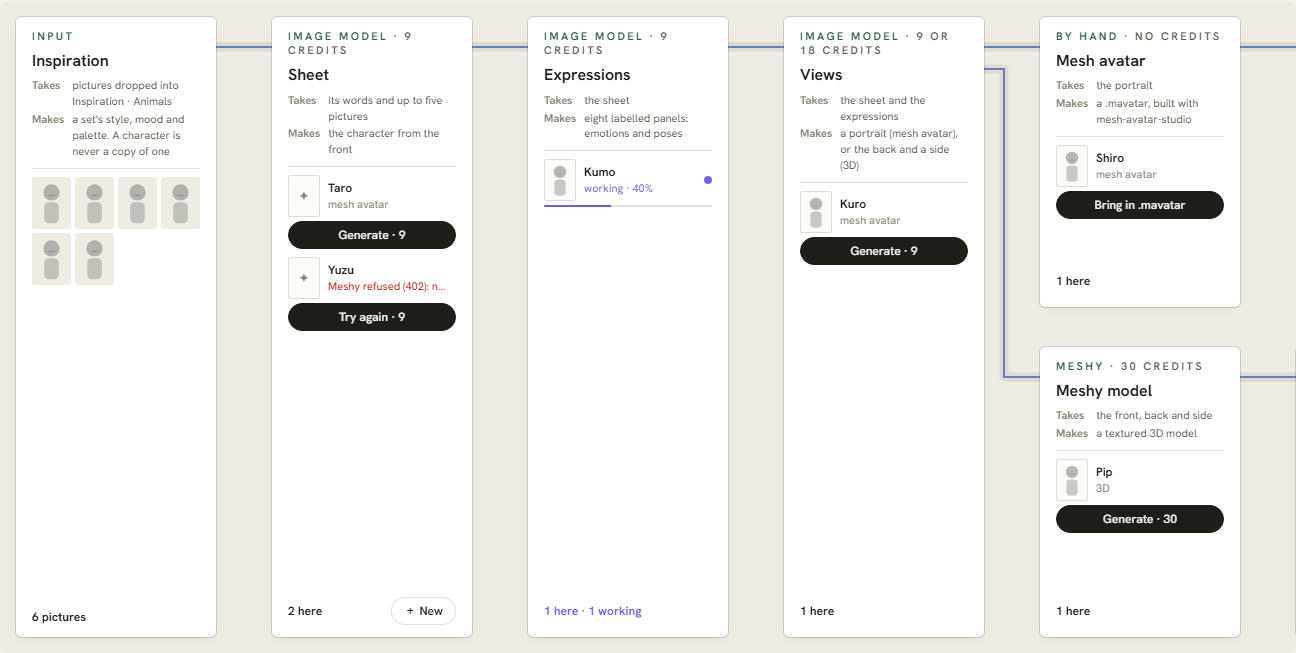 INPUT
Inspiration
Takes pictures dropped into
Inspiration · Animals
Makes a set's style, mood and
palette. A character is
never a copy of one
6 pictures
IMAGE MODEL · 9
CREDITS
Sheet
Takes its words and up to five
pictures
Makes the character from the
front
Taro
mesh avatar
Generate · 9
Yuzu
Meshy refused (402): n...
Try again · 9
2 here
+ New
IMAGE MODEL · 9
CREDITS
Expressions
Takes the sheet
Makes eight labelled panels:
emotions and poses
Kumo
working · 40%
1 here · 1 working
IMAGE MODEL · 9 OR
18 CREDITS
Views
Takes the sheet and the
expressions
Makes a portrait (mesh avatar),
or the back and a side
(3D)
Kuro
mesh avatar
Generate · 9
1 here
BY HAND · NO CREDITS
Mesh avatar
Takes the portrait
Makes a .mavatar, built with
mesh-avatar-studio
Shiro
mesh avatar
Bring in .mavatar
1 here
MESHY · 30 CREDITS
Meshy model
Takes the front, back and side
Makes a textured 3D model
Pip
3D
Generate · 30
1 here